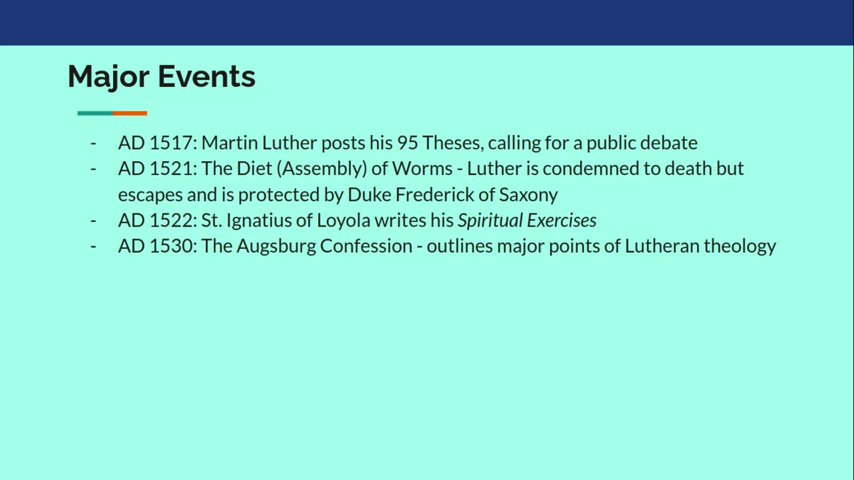 Major Events
- AD 1517: Martin Luther posts his 95 Theses, calling for a public debate
- AD 1521: The Diet (Assembly) of Worms - Luther is condemned to death but
escapes and is protected by Duke Frederick of Saxony
- AD 1522: St. Ignatius of Loyola writes his Spiritual Exercises
- AD 1530: The Augsburg Confession - outlines major points of Lutheran theology